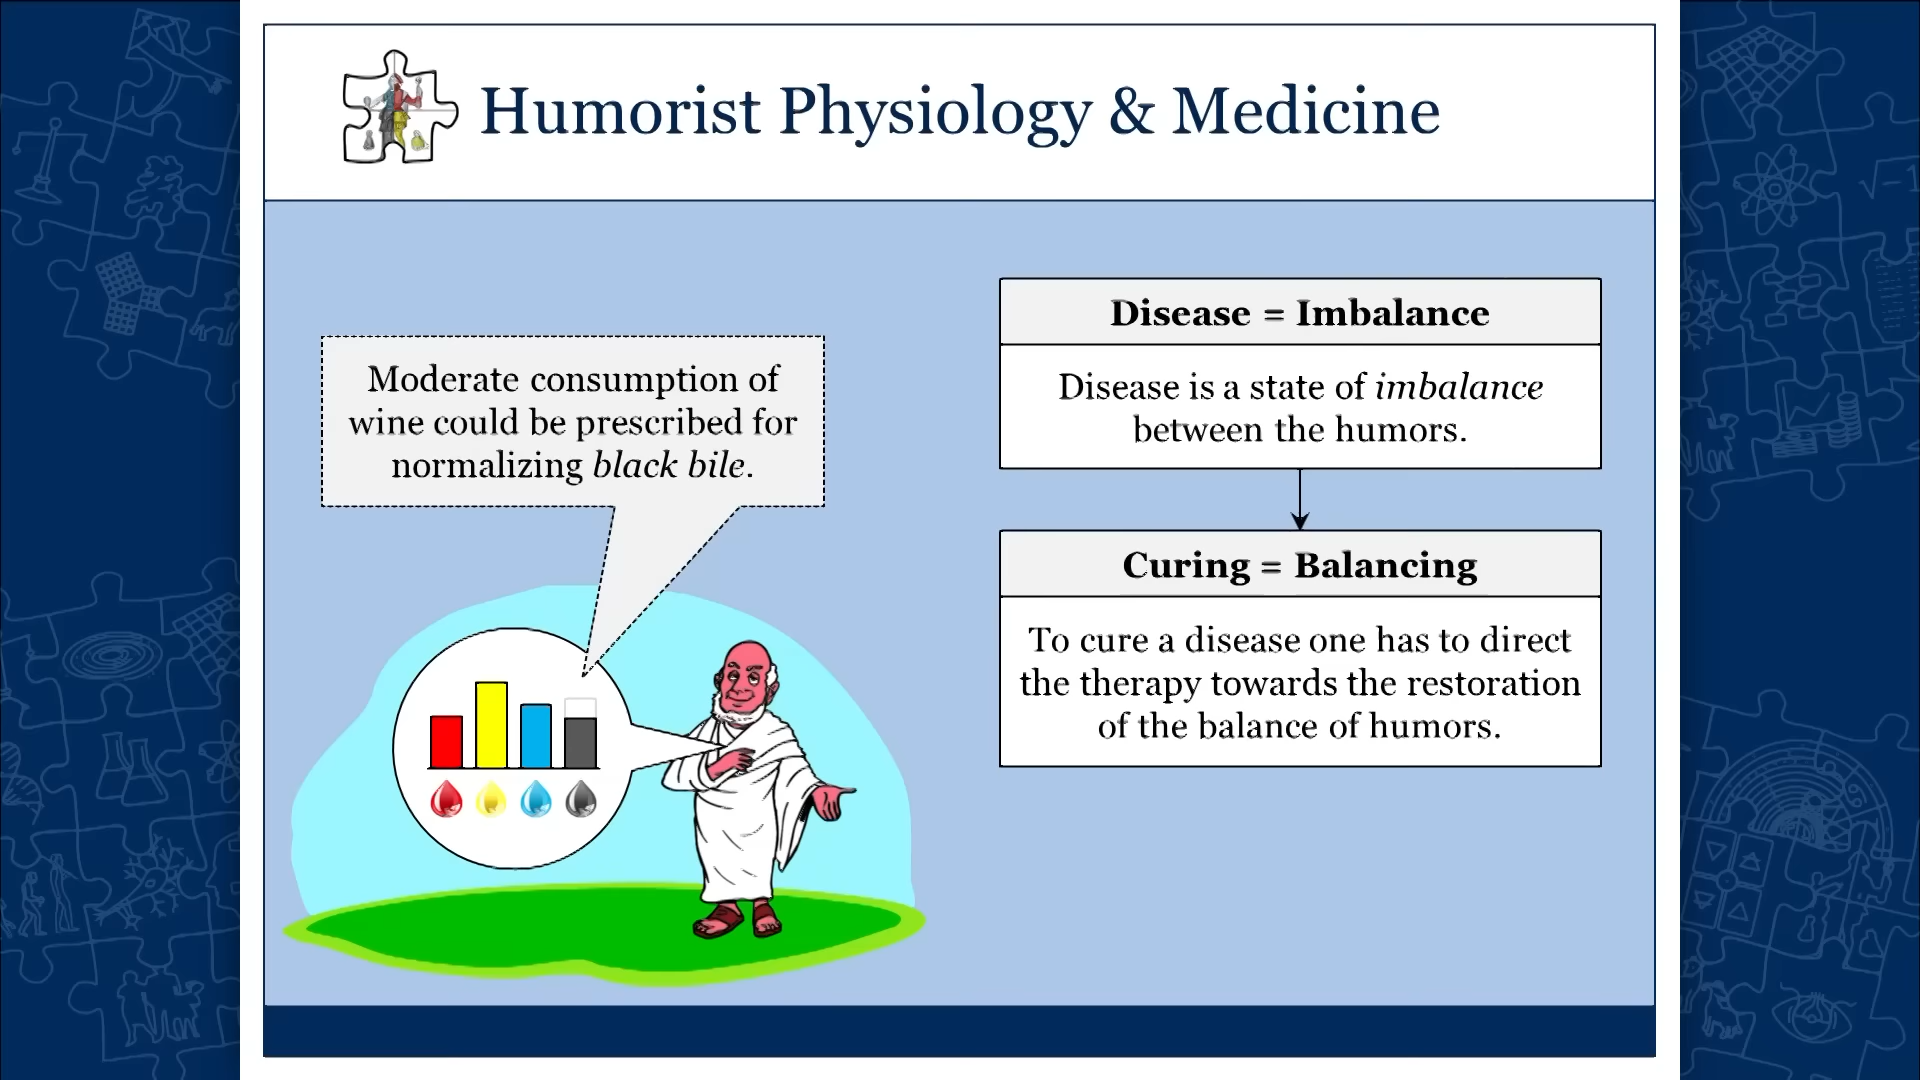 Humorist Physiology & Medicine
Moderate consumption of
wine could be prescribed for
normalizing black bile.
Disease = Imbalance
Disease is a state of imbalance
between the humors.
Curing = Balancing
To cure a disease one has to direct
the therapy towards the restoration
of the balance of humors.
√-1